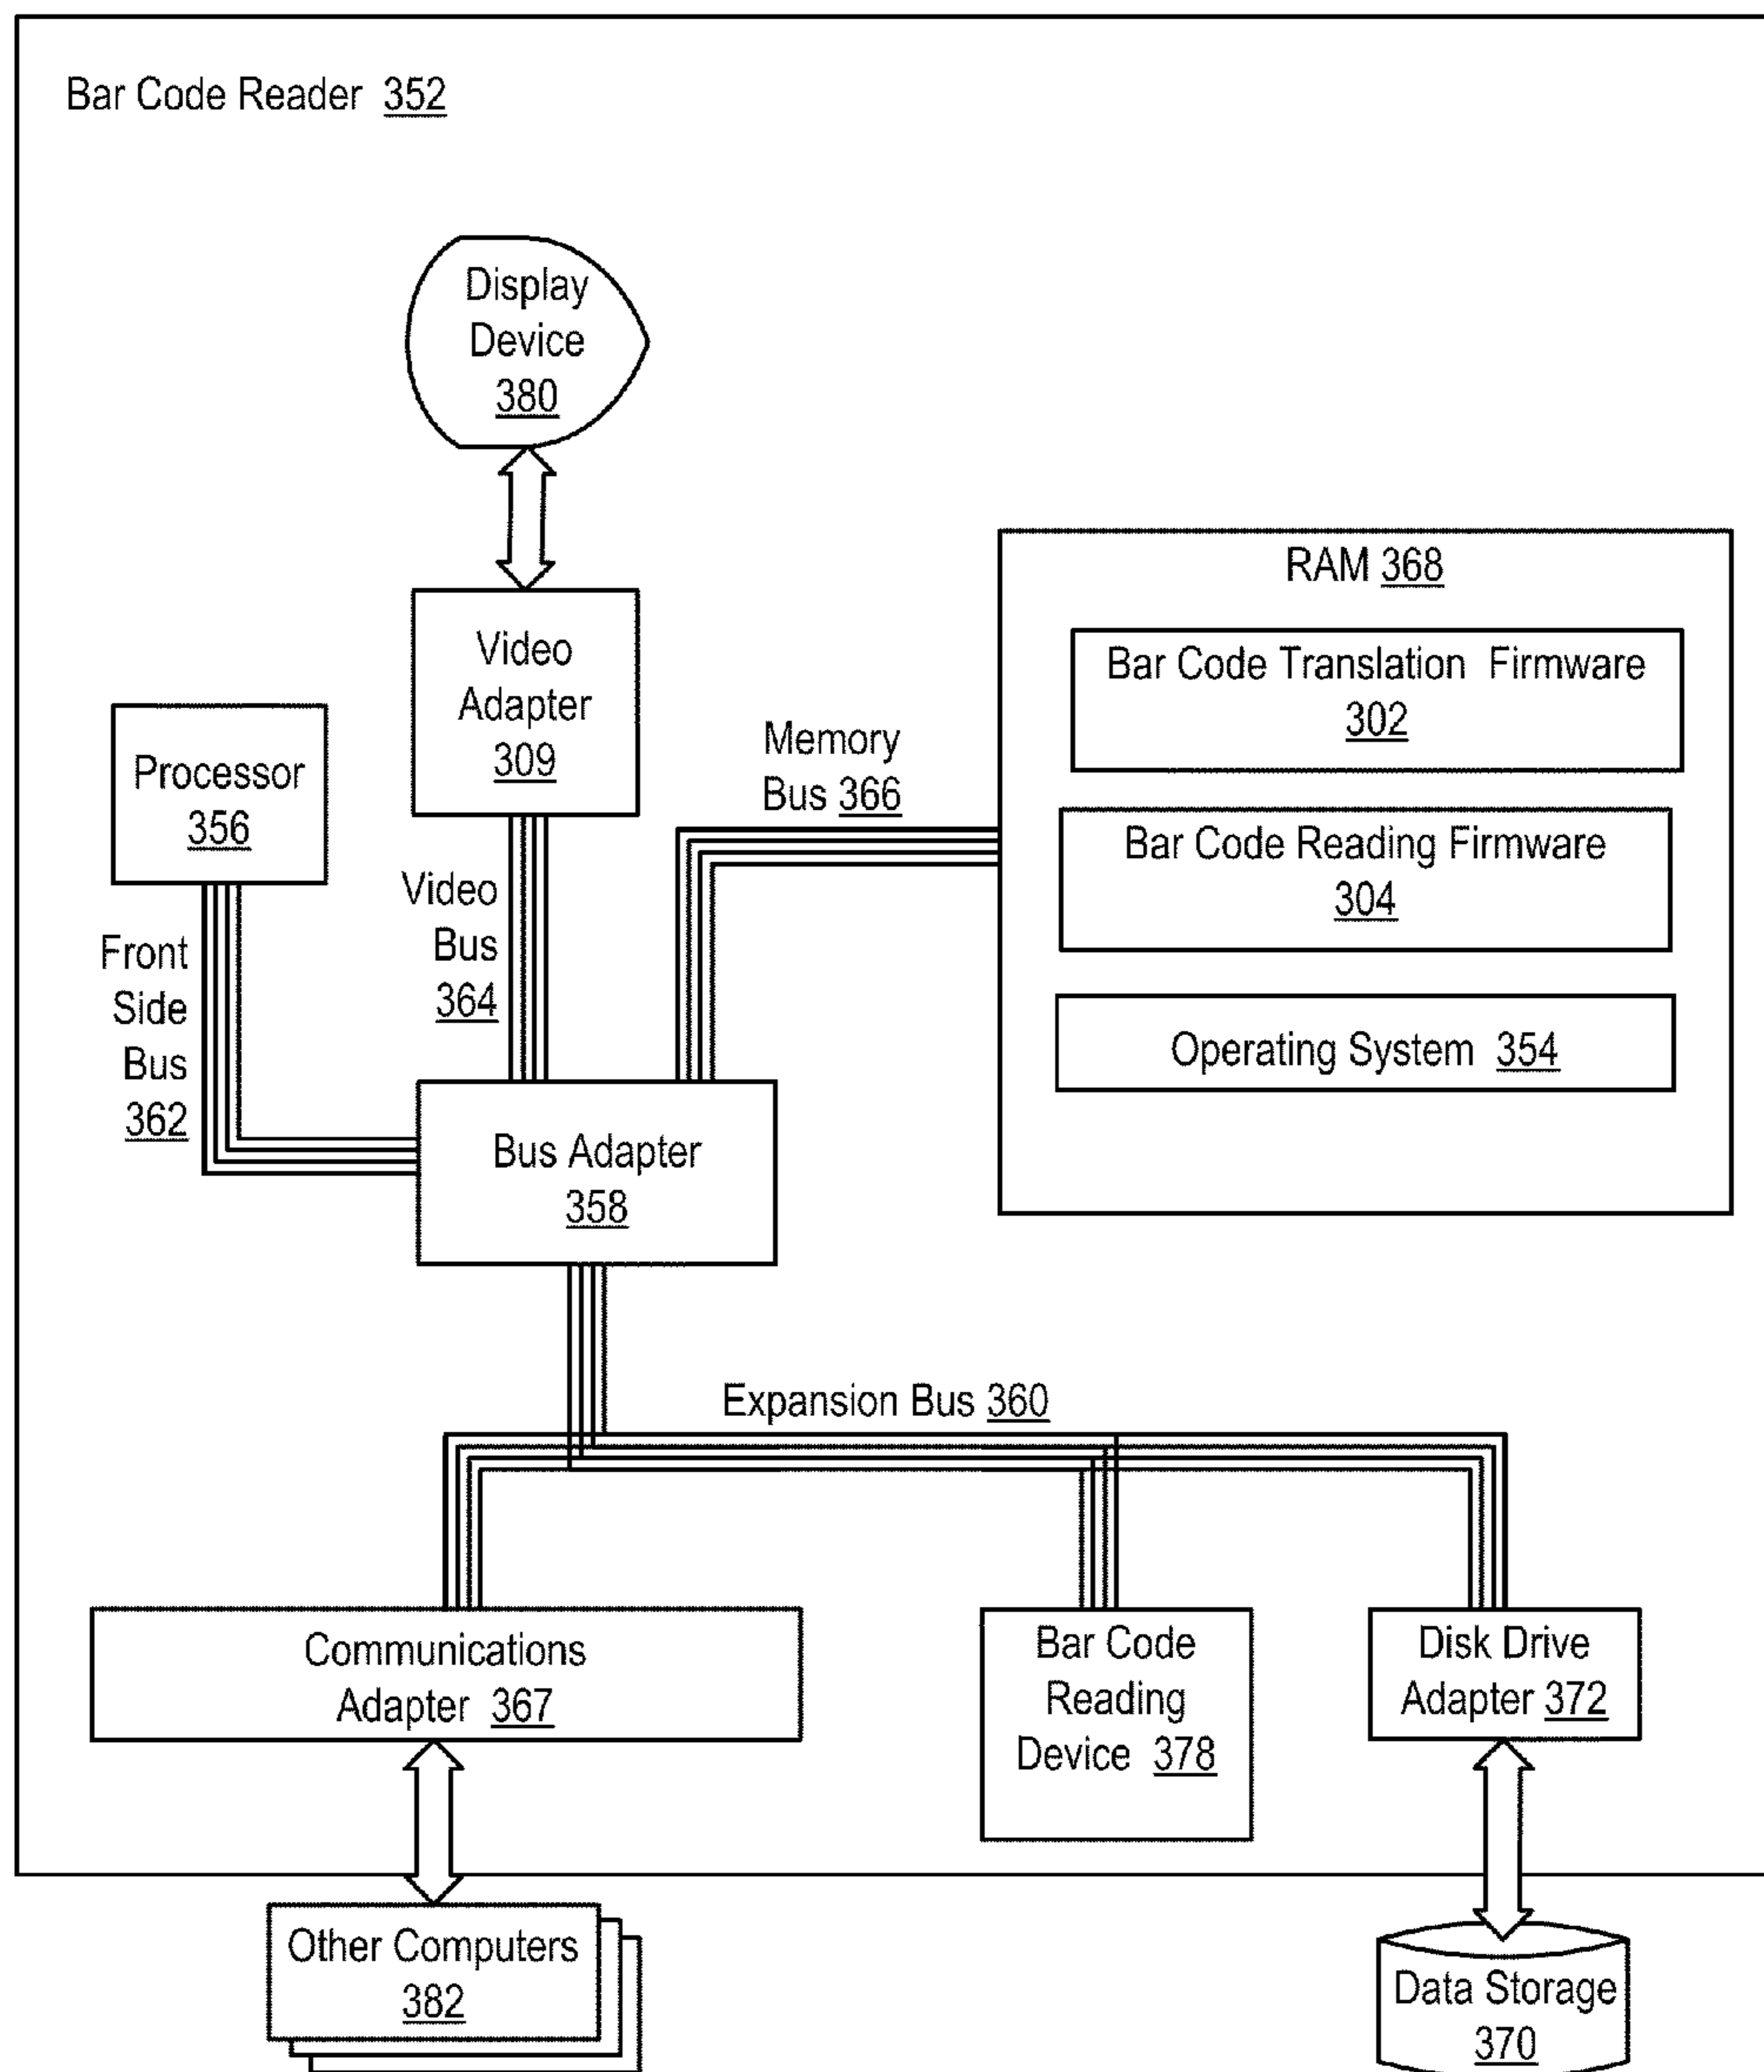 Bar Code Reader 352
Display
Device
380
Video
Adapter
309
Processor
356
Front
Side
Bus
362
Video
Bus
364
Memory
Bus 366
RAM 368
Bar Code Translation Firmware
302
Bar Code Reading Firmware
304
Operating System 354
Bus Adapter
358
Expansion Bus 360
Communications
Adapter 367
Bar Code
Reading
Device 378
Disk Drive
Adapter 372
Other Computers
382
Data Storage
370